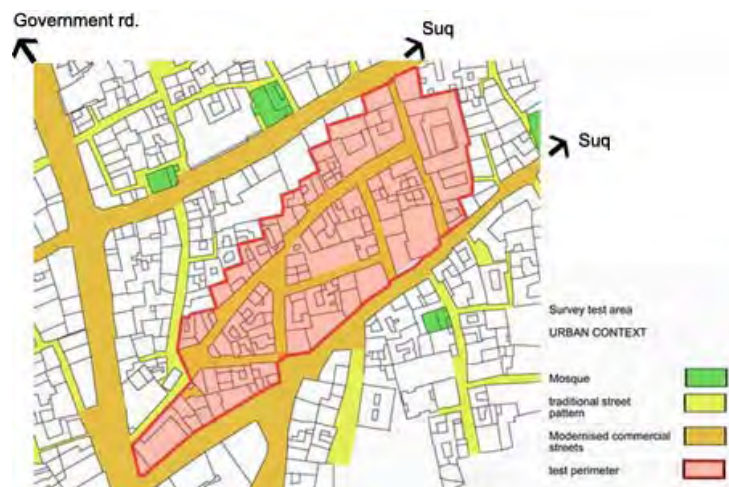 Government rd.
Suq
Suq
Survey test area
URBAN CONTEXT
Mosque
traditional street
pattern
Modernised commercial
streets
test perimeter